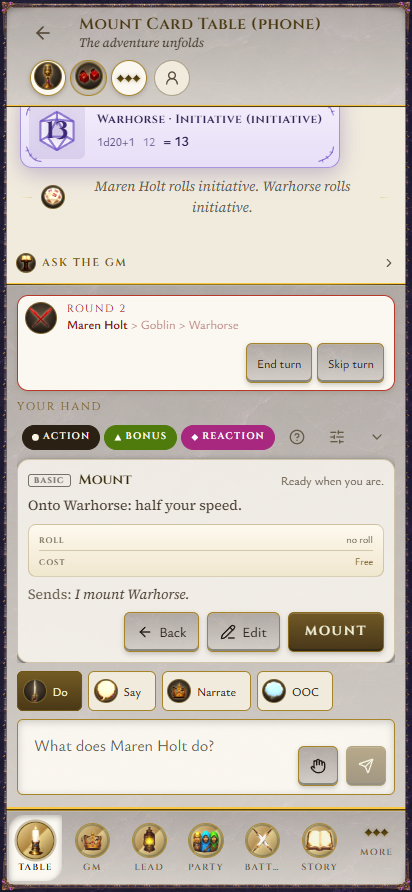 Mount Card Table (phone)
The adventure unfolds
13
Warhorse · Initiative (initiative)
1d20+1 12 = 13
Maren Holt rolls initiative. Warhorse rolls
initiative.
ASK THE GM
ROUND 2
Maren Holt > Goblin > Warhorse
End turn
Skip turn
YOUR HAND
ACTION
BONUS
REACTION
BASIC
Mount
Ready when you are.
Onto Warhorse: half your speed.
ROLL no roll
COST Free
Sends: I mount Warhorse.
Back
Edit
MOUNT
Do
Say
Narrate
OOC
What does Maren Holt do?
TABLE
GM
LEAD
PARTY
BATT…
STORY
MORE